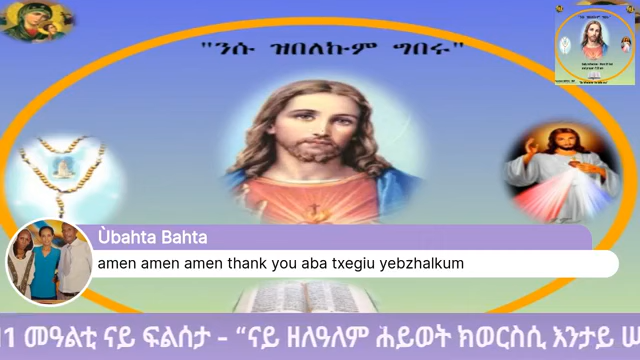 "ንሱ ዝበለኩም ግበሩ"
Ùbahta Bahta
amen amen amen thank you aba txegiu yebzhalkum
11 መዓልቲ ናይ ፍልሰታ - “ናይ ዘለዓለም ሕይወት ክወርስሲ እንታይ